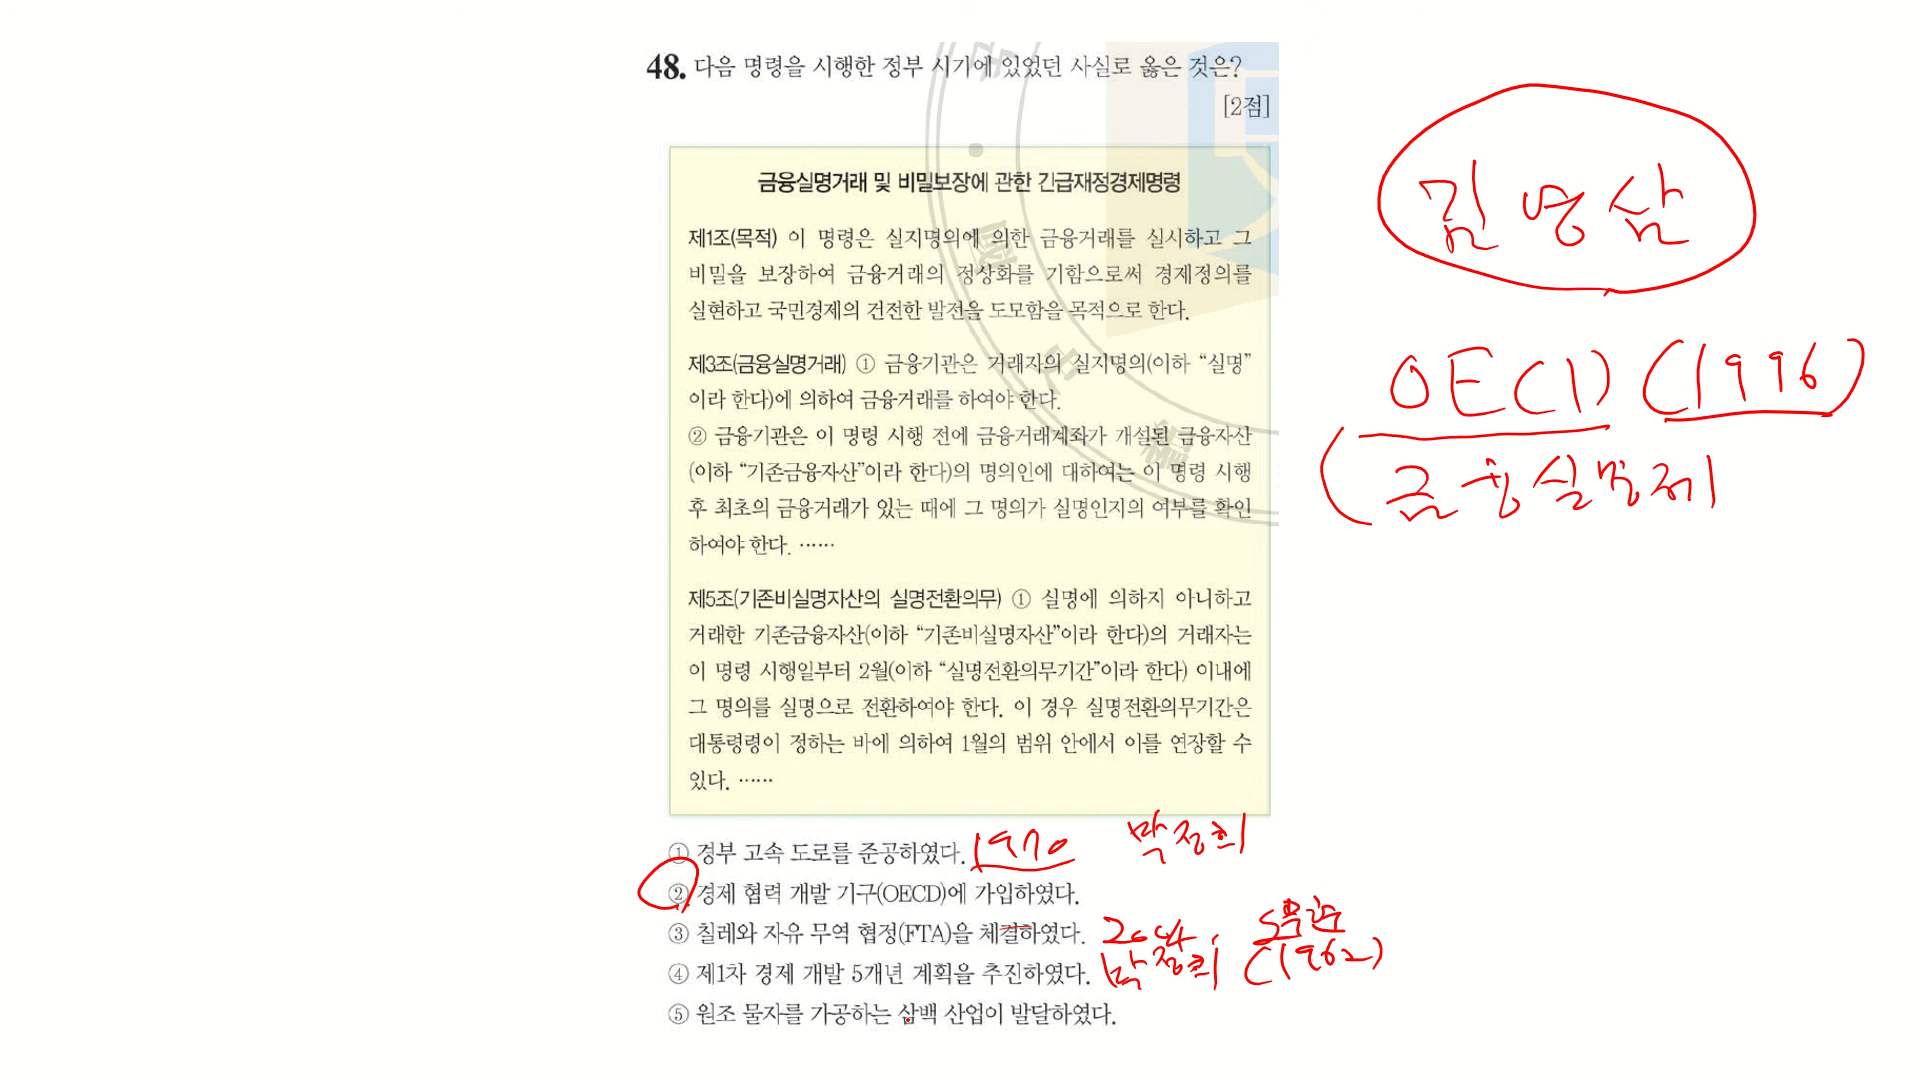 48. 다음 명령을 시행한 정부 시기에 있었던 사실로 옳은 것은?
[2점]
금융실명거래 및 비밀보장에 관한 긴급재정경제명령
제1조(목적) 이 명령은 실지명의에 의한 금융거래를 실시하고 그
비밀을 보장하여 금융거래의 정상화를 기함으로써 경제정의를
실현하고 국민경제의 건전한 발전을 도모함을 목적으로 한다.
제3조(금융실명거래) ① 금융기관은 거래자의 실지명의(이하 “실명”
이라 한다)에 의하여 금융거래를 하여야 한다.
② 금융기관은 이 명령 시행 전에 금융거래계좌가 개설된 금융자산
(이하 “기존금융자산”이라 한다)의 명의인에 대하여는 이 명령 시행
후 최초의 금융거래가 있는 때에 그 명의가 실명인지의 여부를 확인
하여야 한다. ……
제5조(기존비실명자산의 실명전환의무) ① 실명에 의하지 아니하고
거래한 기존금융자산(이하 “기존비실명자산”이라 한다)의 거래자는
이 명령 시행일부터 2월(이하 “실명전환의무기간”이라 한다) 이내에
그 명의를 실명으로 전환하여야 한다. 이 경우 실명전환의무기간은
대통령령이 정하는 바에 의하여 1월의 범위 안에서 이를 연장할 수
있다. ……
① 경부 고속 도로를 준공하였다. 1970 박정희
② 경제 협력 개발 기구(OECD)에 가입하였다.
③ 칠레와 자유 무역 협정(FTA)을 체결하였다. 2004.
④ 제1차 경제 개발 5개년 계획을 추진하였다. 박정희 (1962)
⑤ 원조 물자를 가공하는 삼백 산업이 발달하였다.
김영삼
OECD (1996)
금융실명제